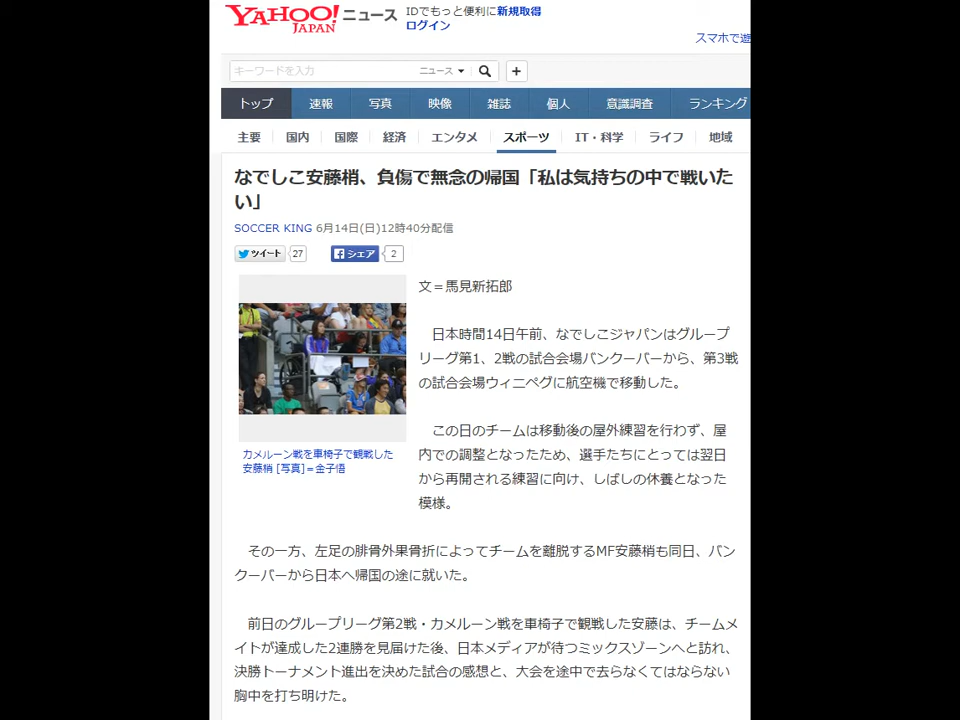 YAHOO! JAPAN ニュース
IDでもっと便利に新規取得
ログイン
スマホで遊
キーワードを入力
ニュース
+
トップ 速報 写真 映像 雑誌 個人 意識調査 ランキング
主要 国内 国際 経済 エンタメ スポーツ IT・科学 ライフ 地域
なでしこ安藤梢、負傷で無念の帰国「私は気持ちの中で戦いた
い」
SOCCER KING 6月14日(日)12時40分配信
ツイート 27 シェア 2
カメルーン戦を車椅子で観戦した
安藤梢 [写真]＝金子悟
文＝馬見新拓郎
日本時間14日午前、なでしこジャパンはグループ
リーグ第1、2戦の試合会場バンクーバーから、第3戦
の試合会場ウィニペグに航空機で移動した。
この日のチームは移動後の屋外練習を行わず、屋
内での調整となったため、選手たちにとっては翌日
から再開される練習に向け、しばしの休養となった
模様。
その一方、左足の腓骨外果骨折によってチームを離脱するMF安藤梢も同日、バン
クーバーから日本へ帰国の途に就いた。
前日のグループリーグ第2戦・カメルーン戦を車椅子で観戦した安藤は、チームメ
イトが達成した2連勝を見届けた後、日本メディアが待つミックスゾーンへと訪れ、
決勝トーナメント進出を決めた試合の感想と、大会を途中で去らなくてはならない
胸中を打ち明けた。